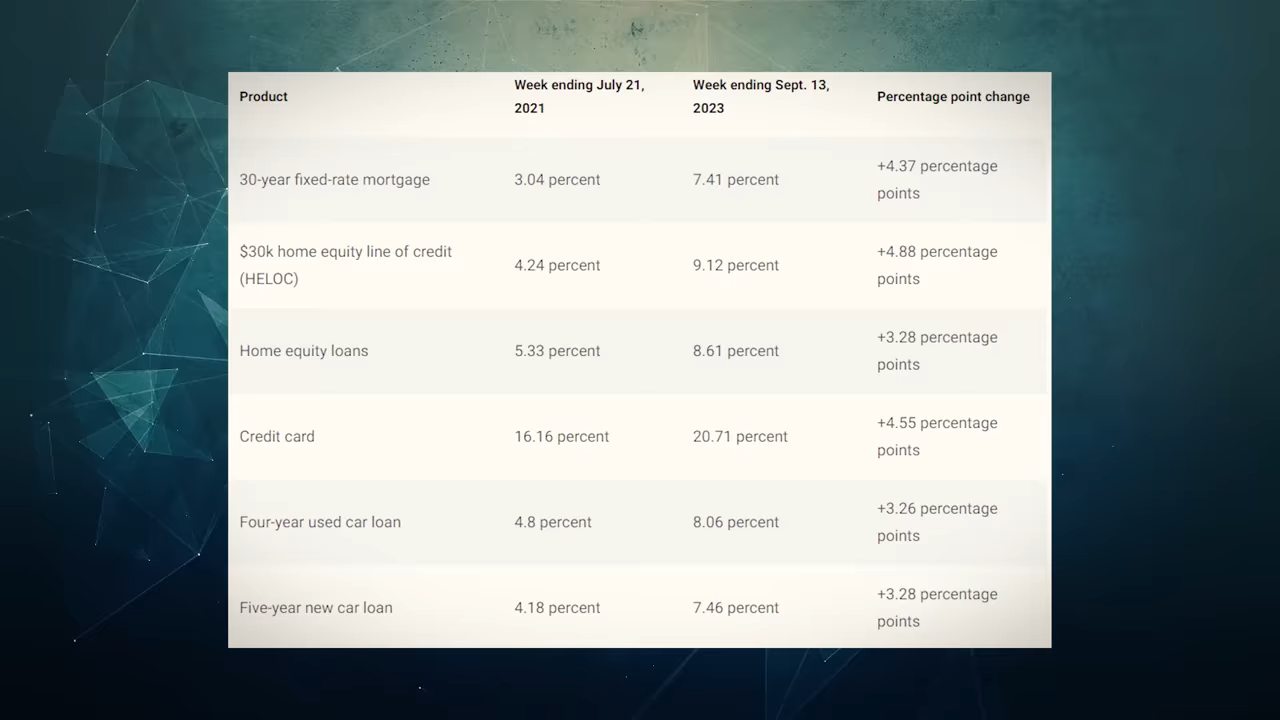 Product
Week ending July 21,
2021
Week ending Sept. 13,
2023
Percentage point change
30-year fixed-rate mortgage
3.04 percent
7.41 percent
+4.37 percentage
points
$30k home equity line of credit
(HELOC)
4.24 percent
9.12 percent
+4.88 percentage
points
Home equity loans
5.33 percent
8.61 percent
+3.28 percentage
points
Credit card
16.16 percent
20.71 percent
+4.55 percentage
points
Four-year used car loan
4.8 percent
8.06 percent
+3.26 percentage
points
Five-year new car loan
4.18 percent
7.46 percent
+3.28 percentage
points